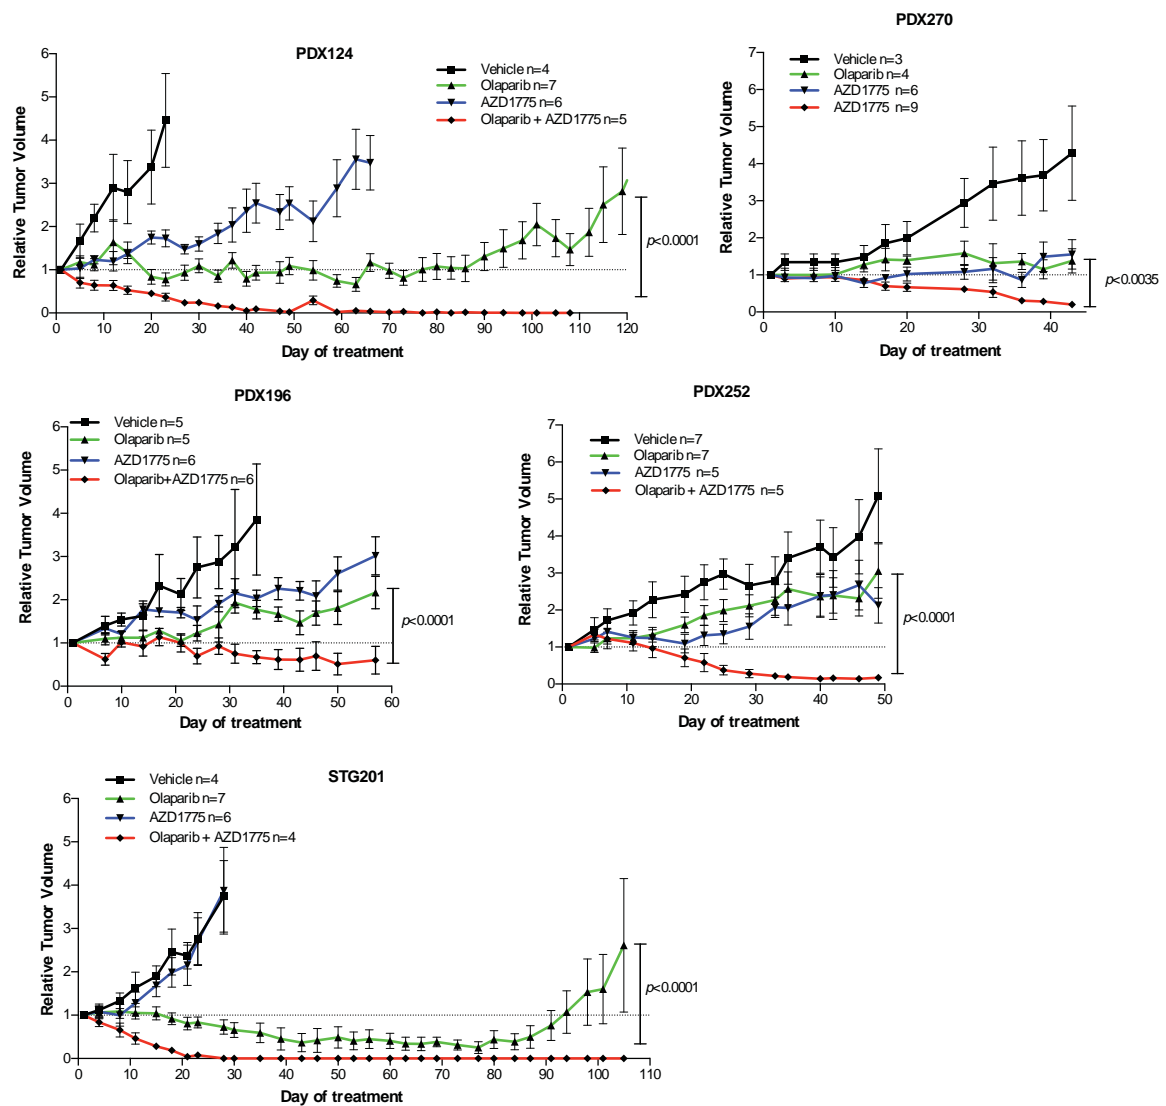 PDX124
Vehicle n=4
Olaparib n=7
AZD1775 n=6
Olaparib + AZD1775 n=5
Relative Tumor Volume
6
5
4
3
2
1
0
0 10 20 30 40 50 60 70 80 90 100 110 120
Day of treatment
p<0.0001
PDX270
Vehicle n=3
Olaparib n=4
AZD1775 n=6
AZD1775 n=9
Relative Tumor Volume
7
6
5
4
3
2
1
0
0 10 20 30 40
Day of treatment
p<0.0035
PDX196
Vehicle n=5
Olaparib n=5
AZD1775 n=6
Olaparib+AZD1775 n=6
Relative Tumor Volume
6
5
4
3
2
1
0
0 10 20 30 40 50 60
Day of treatment
p<0.0001
PDX252
Vehicle n=7
Olaparib n=7
AZD1775 n=5
Olaparib + AZD1775 n=5
Relative Tumor Volume
7
6
5
4
3
2
1
0
0 10 20 30 40 50
Day of treatment
p<0.0001
STG201
Vehicle n=4
Olaparib n=7
AZD1775 n=6
Olaparib + AZD1775 n=4
Relative Tumor Volume
6
5
4
3
2
1
0
0 10 20 30 40 50 60 70 80 90 100 110
Day of treatment
p<0.0001